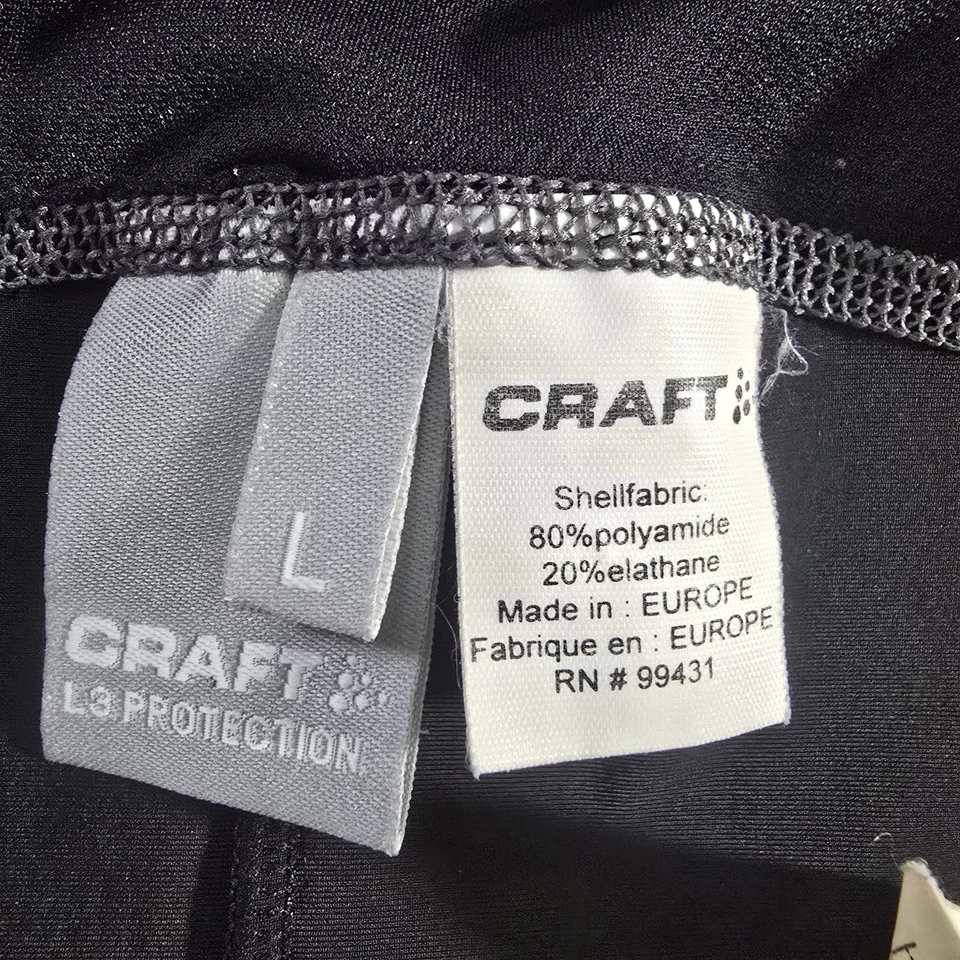 L
CRAFT
L3 PROTECTION
CRAFT
Shellfabric:
80%polyamide
20%elathane
Made in : EUROPE
Fabrique en : EUROPE
RN # 99431